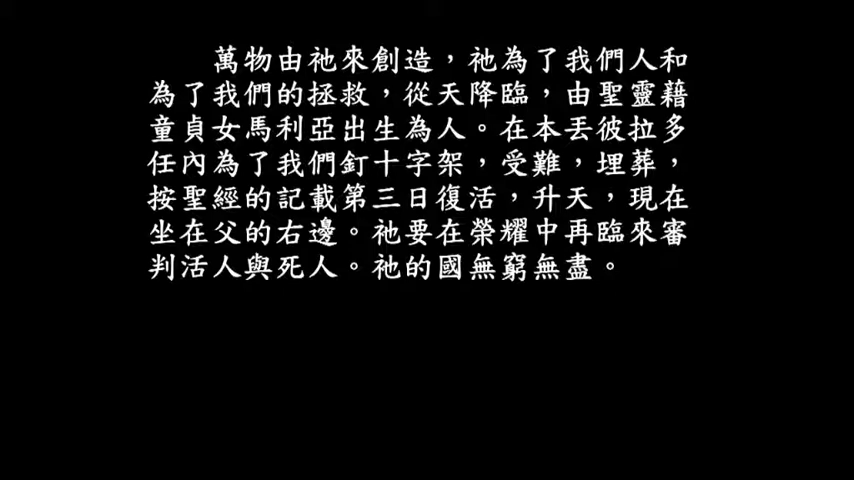 萬物由祂來創造，祂為了我們人和
為了我們的拯救，從天降臨，由聖靈藉
童貞女馬利亞出生為人。在本丟彼拉多
任內為了我們釘十字架，受難，埋葬，
按聖經的記載第三日復活，升天，現在
坐在父的右邊。祂要在榮耀中再臨來審
判活人與死人。祂的國無窮無盡。